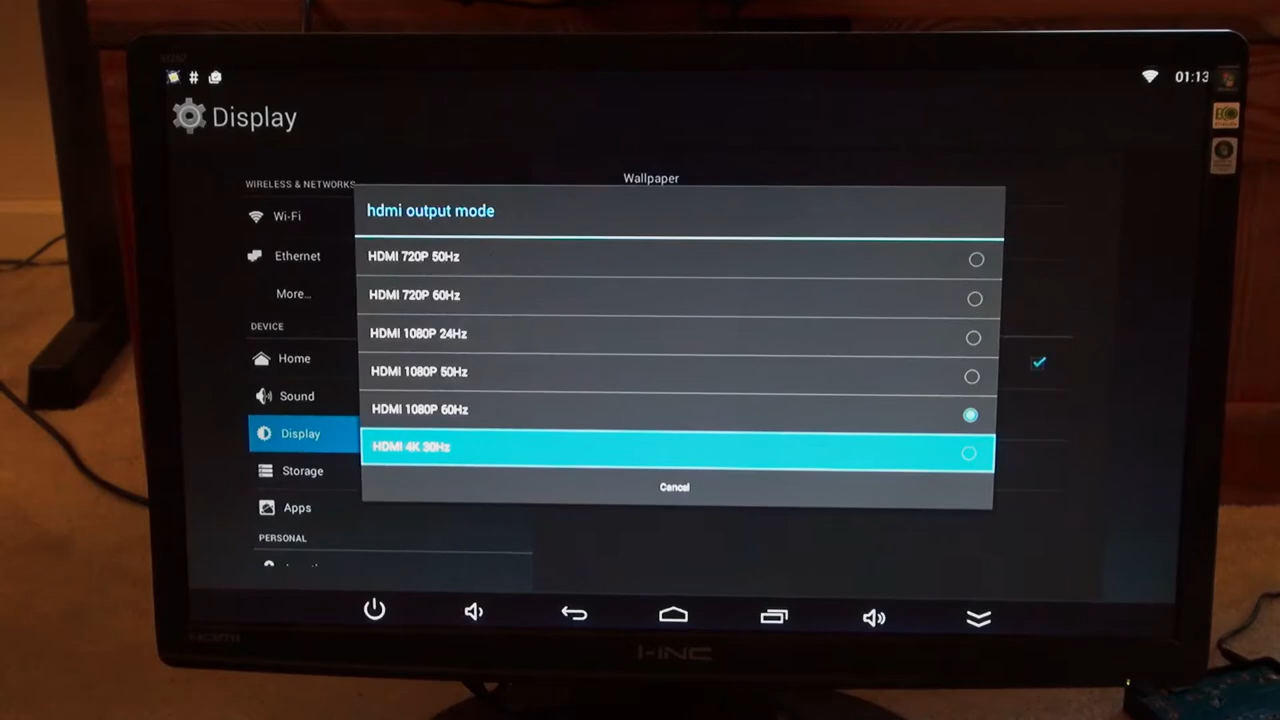 01:13
Display
Wallpaper
WIRELESS & NETWORKS
Wi-Fi
Ethernet
More...
DEVICE
Home
Sound
Display
Storage
Apps
PERSONAL
hdmi output mode
HDMI 720P 50Hz
HDMI 720P 60Hz
HDMI 1080P 24Hz
HDMI 1080P 50Hz
HDMI 1080P 60Hz
HDMI 4K 30Hz
Cancel
HDMI
I-INC